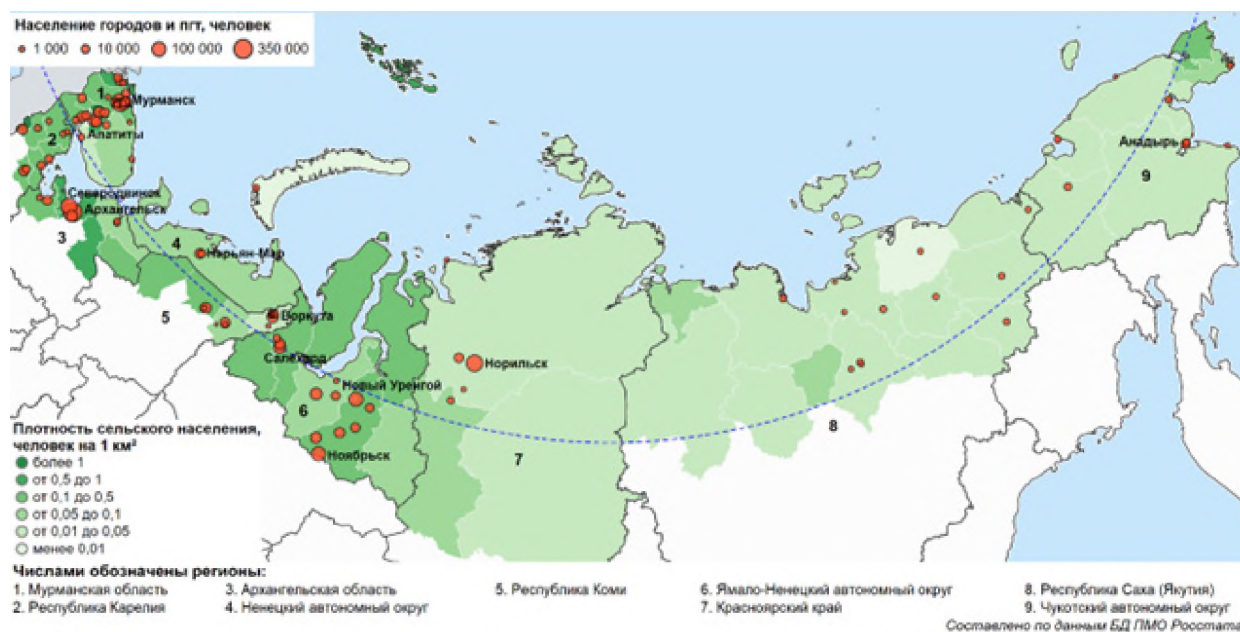 Население городов и пгт, человек
1 000 10 000 100 000 350 000
1
Мурманск
Апатиты
2
Анадырь
9
Северодвинск
Архангельск
3
4
Нарьян-Мар
5
Воркута
Салехард
Норильск
Новый Уренгой
6
8
Ноябрьск
7
Плотность сельского населения,
человек на 1 км²
более 1
от 0,5 до 1
от 0,1 до 0,5
от 0,05 до 0,1
от 0,01 до 0,05
менее 0,01
Числами обозначены регионы:
1. Мурманская область 3. Архангельская область 5. Республика Коми 6. Ямало-Ненецкий автономный округ 8. Республика Саха (Якутия)
2. Республика Карелия 4. Ненецкий автономный округ 7. Красноярский край 9. Чукотский автономный округ
Составлено по данным БД ПМО Росстата